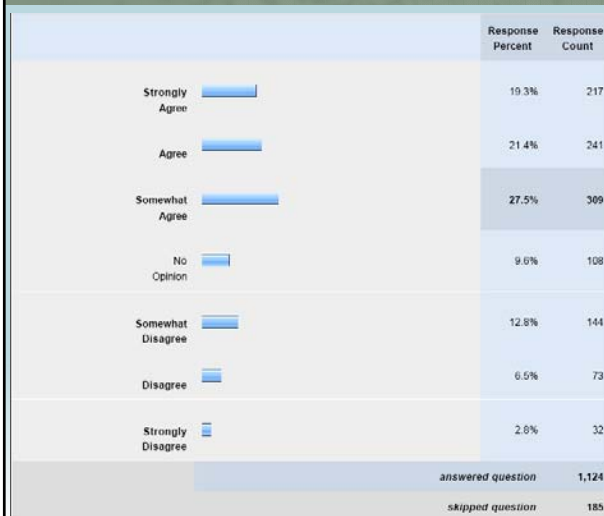 Response Response
Percent Count
Strongly 19.3% 217
Agree
Agree 21.4% 241
Somewhat 27.5% 309
Agree
No 9.6% 108
Opinion
Somewhat 12.8% 144
Disagree
Disagree 6.5% 73
Strongly 2.8% 32
Disagree
answered question 1,124
skipped question 185